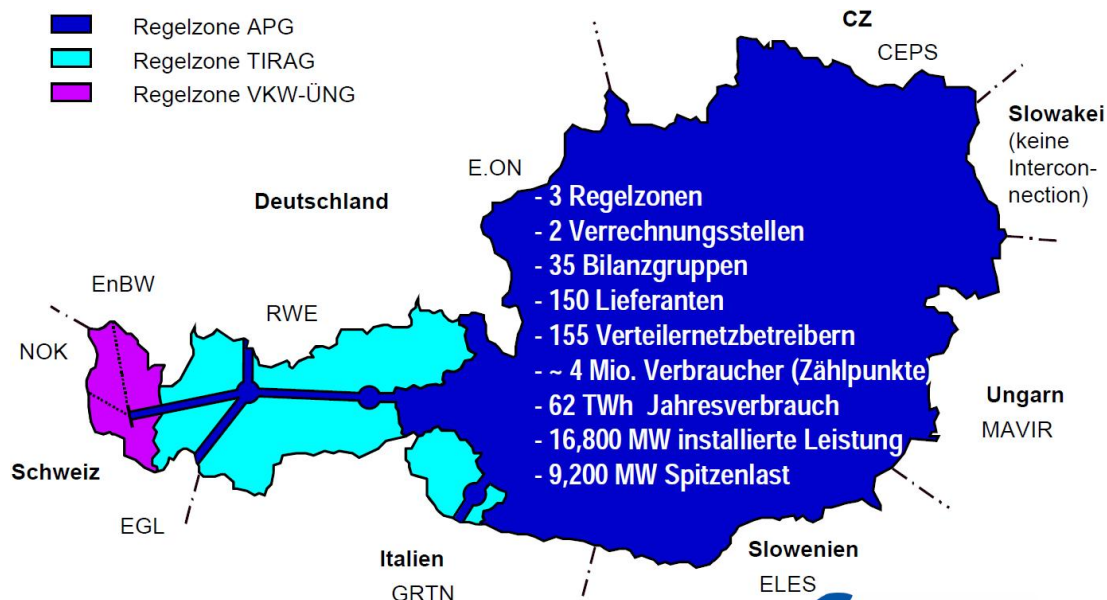 Regelzone APG
Regelzone TIRAG
Regelzone VKW-ÜNG
CZ
CEPS
Slowakei
(keine
Intercon-
nection)
E.ON
Deutschland
- 3 Regelzonen
- 2 Verrechnungsstellen
- 35 Bilanzgruppen
- 150 Lieferanten
- 155 Verteilernetzbetreibern
- ~ 4 Mio. Verbraucher (Zählpunkte)
- 62 TWh Jahresverbrauch
- 16,800 MW installierte Leistung
- 9,200 MW Spitzenlast
EnBW
RWE
NOK
Ungarn
MAVIR
Schweiz
EGL
Italien
GRTN
Slowenien
ELES